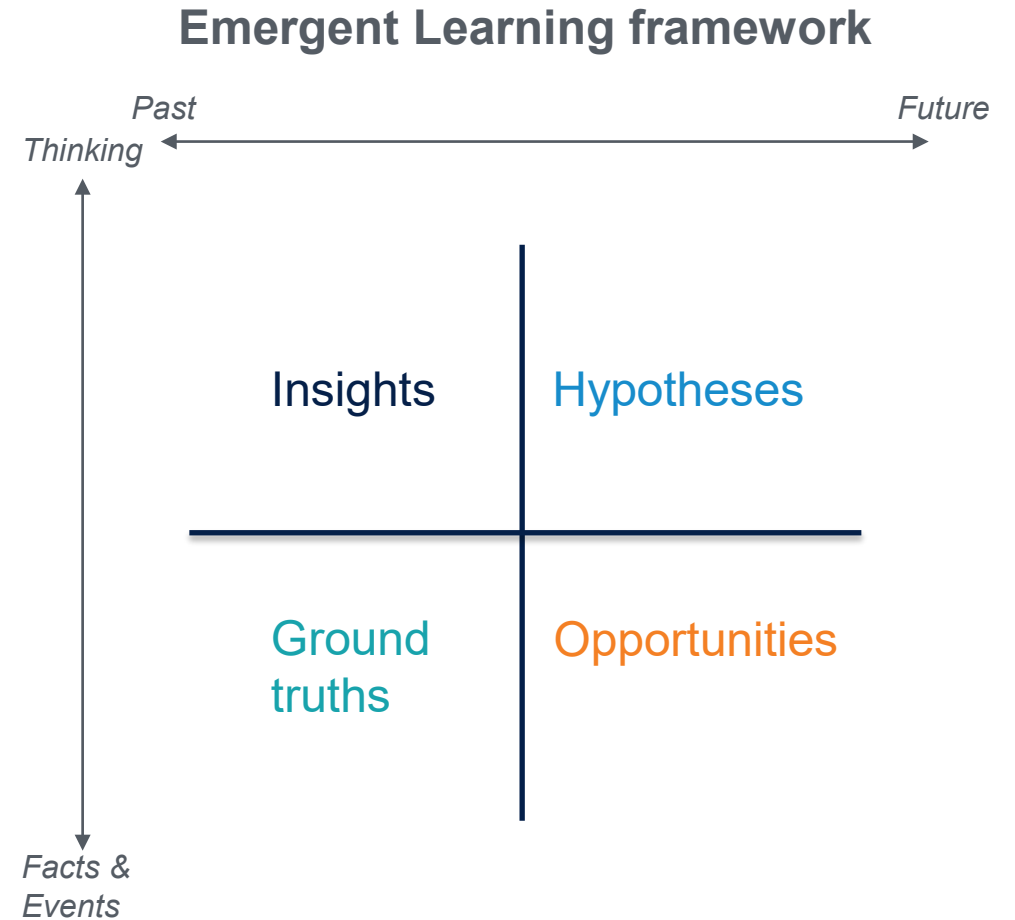 Emergent Learning framework
Past
Future
Thinking
Insights
Hypotheses
Ground
truths
Opportunities
Facts &
Events